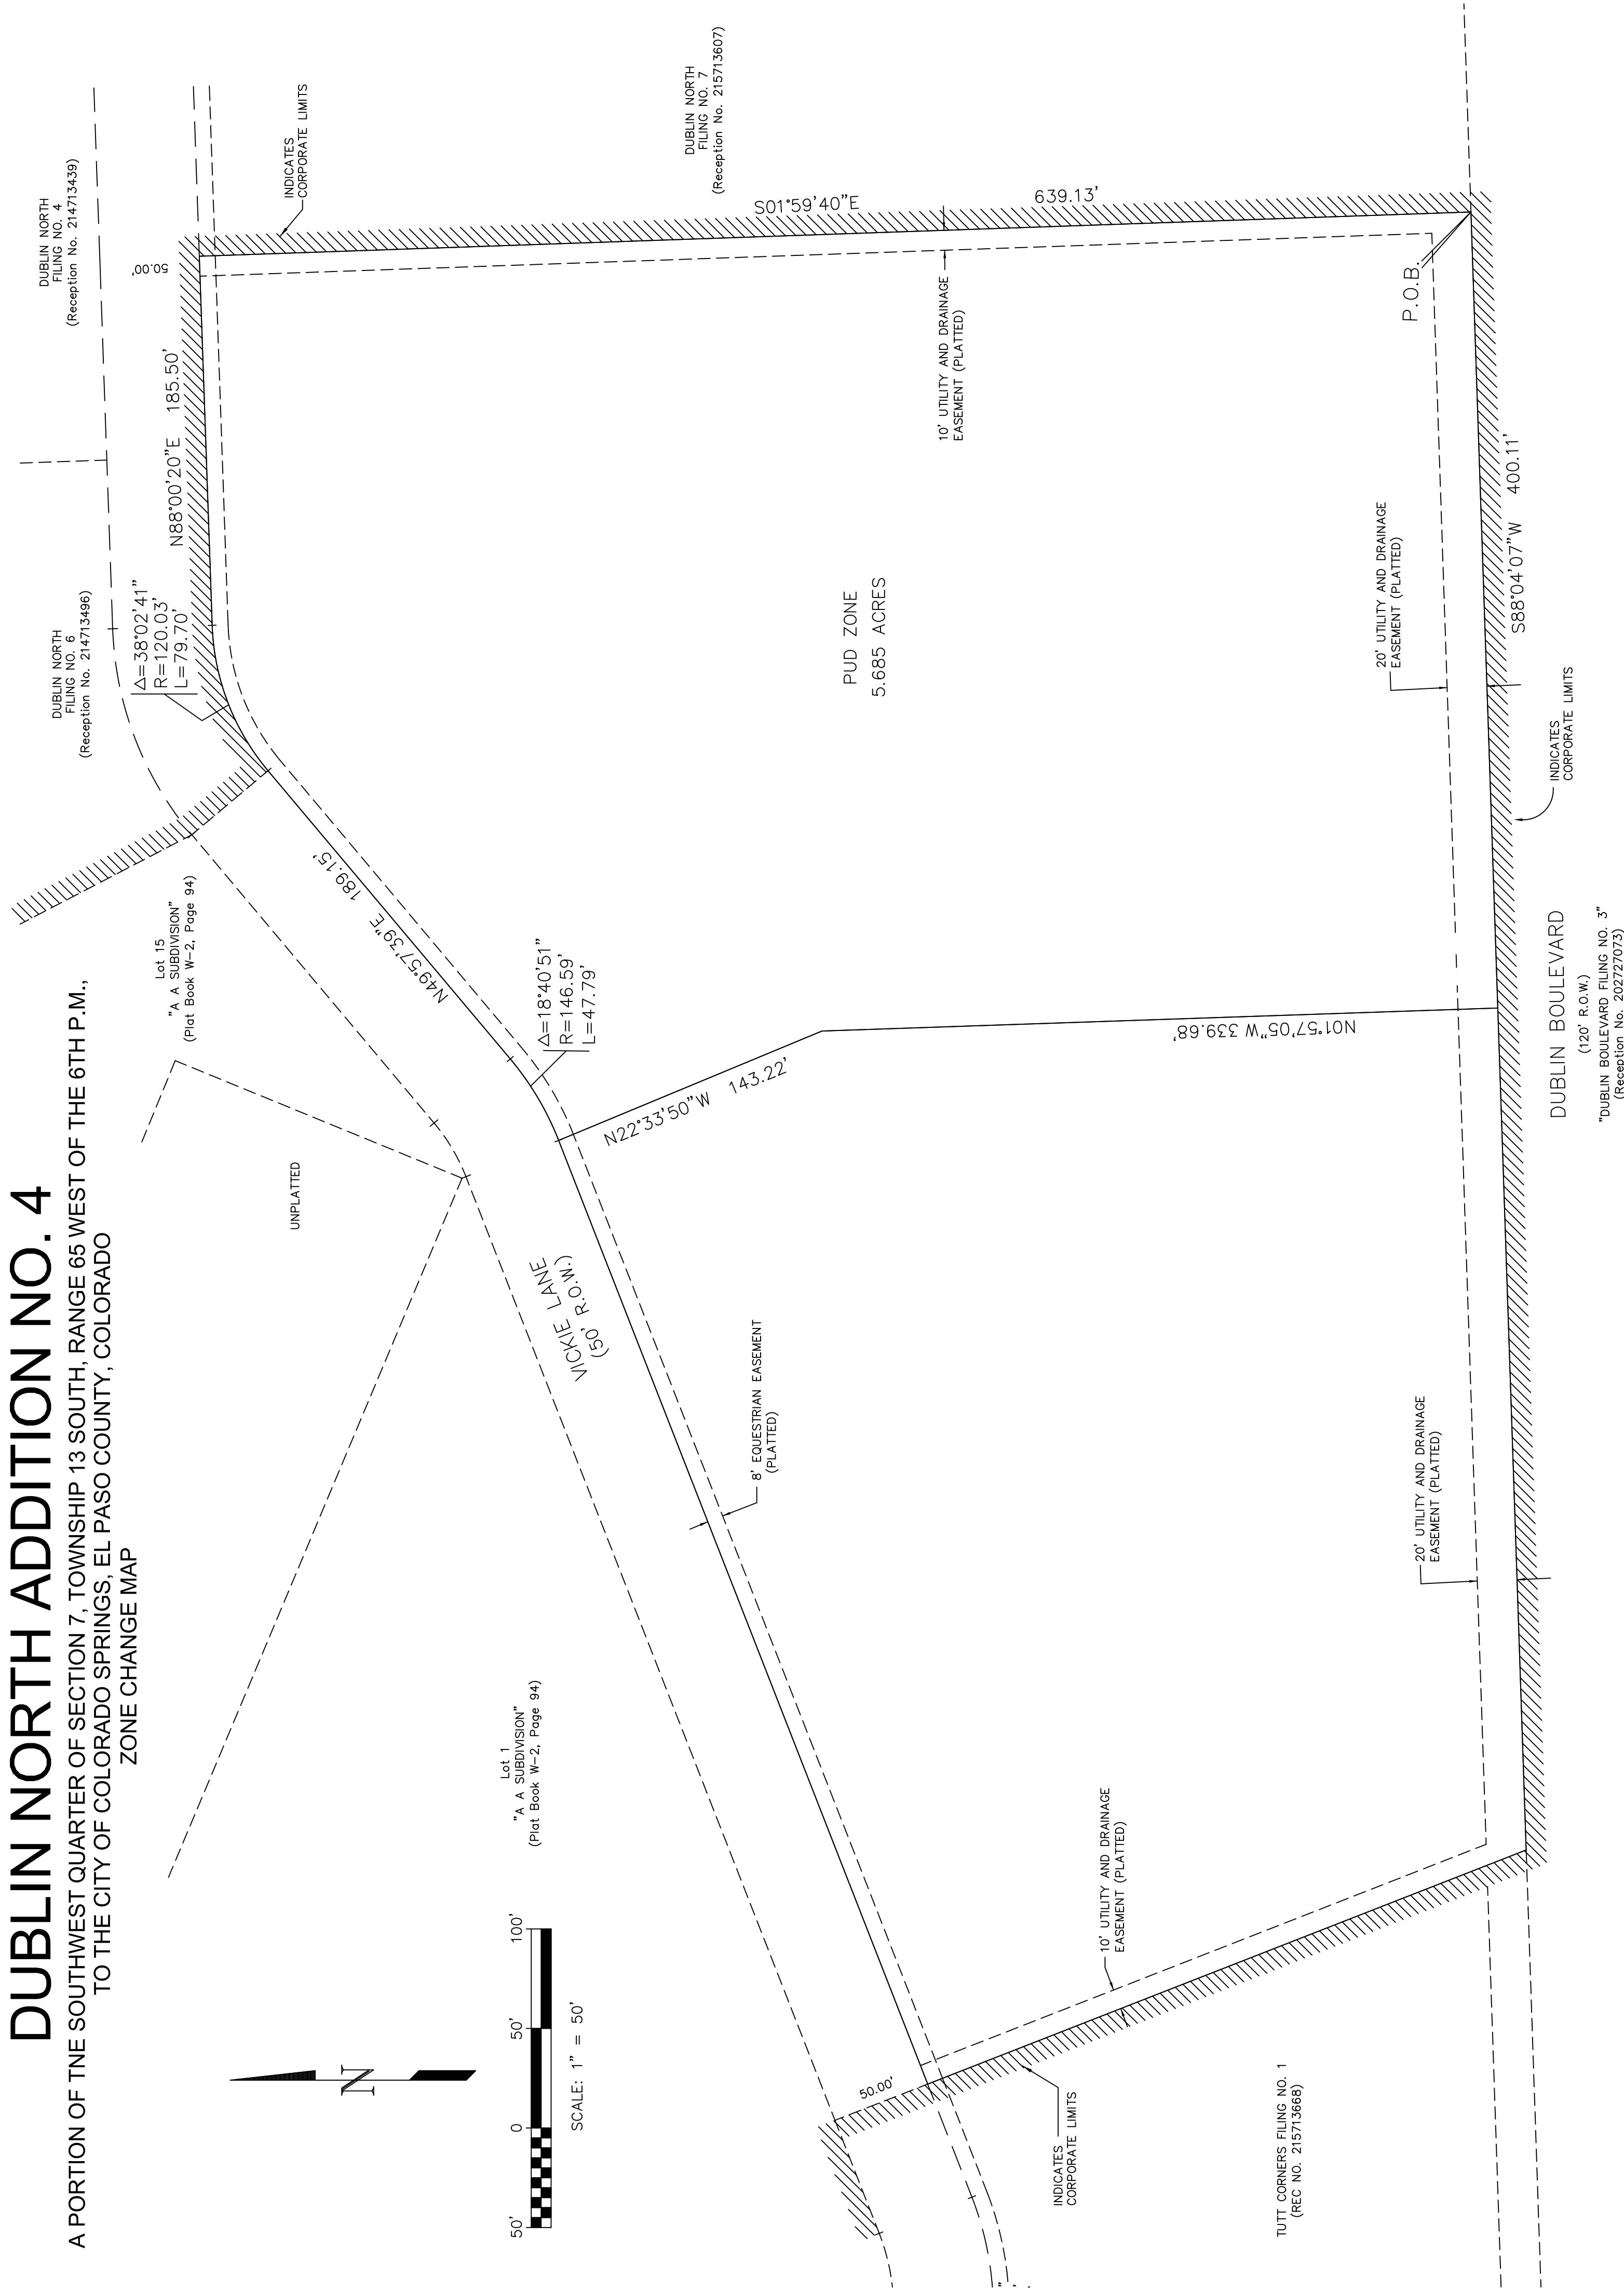 DUBLIN NORTH ADDITION NO. 4
A PORTION OF TNE SOUTHWEST QUARTER OF SECTION 7, TOWNSHIP 13 SOUTH, RANGE 65 WEST OF THE 6TH P.M.,
TO THE CITY OF COLORADO SPRINGS, EL PASO COUNTY, COLORADO
ZONE CHANGE MAP
N
50'
0
50'
100'
SCALE: 1" = 50'
UNPLATTED
Lot 15
"A A SUBDIVISION"
(Plat Book W-2, Page 94)
DUBLIN NORTH
FILING NO. 6
(Reception No. 214713496)
DUBLIN NORTH
FILING NO. 4
(Reception No. 214713439)
Δ=38°02'41"
R=120.03'
L=79.70'
N88°00'20"E 185.50'
50.00'
INDICATES
CORPORATE LIMITS
DUBLIN NORTH
FILING NO. 7
(Reception No. 215713607)
S01°59'40"E
639.13'
N49°57'39"E 189.15'
Δ=18°40'51"
R=146.59'
L=47.79'
Lot 1
"A A SUBDIVISION"
(Plat Book W-2, Page 94)
VICKIE LANE
(50' R.O.W.)
N22°33'50"W 143.22'
8' EQUESTRIAN EASEMENT
(PLATTED)
PUD ZONE
5.685 ACRES
10' UTILITY AND DRAINAGE
EASEMENT (PLATTED)
50.00'
INDICATES
CORPORATE LIMITS
10' UTILITY AND DRAINAGE
EASEMENT (PLATTED)
N01°57'05"W 339.68'
TUTT CORNERS FILING NO. 1
(REC NO. 215713668)
20' UTILITY AND DRAINAGE
EASEMENT (PLATTED)
20' UTILITY AND DRAINAGE
EASEMENT (PLATTED)
P.O.B.
S88°04'07"W 400.11'
INDICATES
CORPORATE LIMITS
DUBLIN BOULEVARD
(120' R.O.W.)
"DUBLIN BOULEVARD FILING NO. 3"
(Reception No. 202727073)